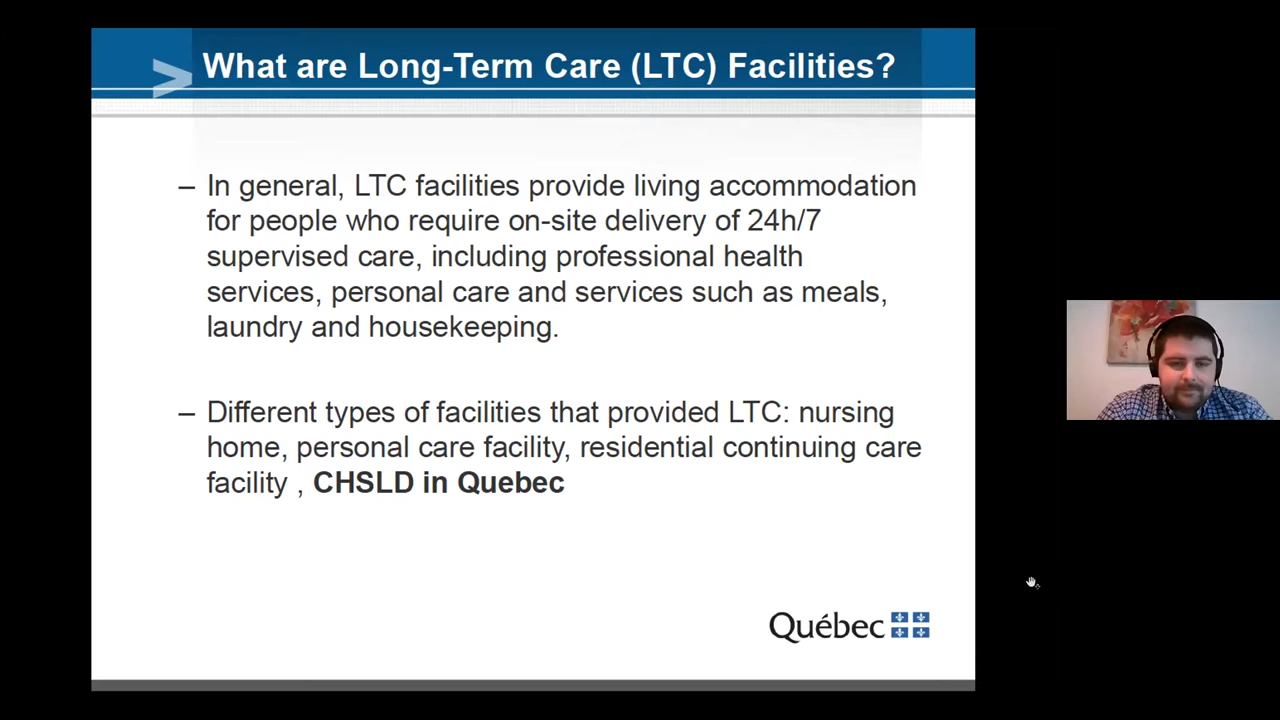 What are Long-Term Care (LTC) Facilities?
– In general, LTC facilities provide living accommodation
for people who require on-site delivery of 24h/7
supervised care, including professional health
services, personal care and services such as meals,
laundry and housekeeping.
– Different types of facilities that provided LTC: nursing
home, personal care facility, residential continuing care
facility , CHSLD in Quebec
Québec